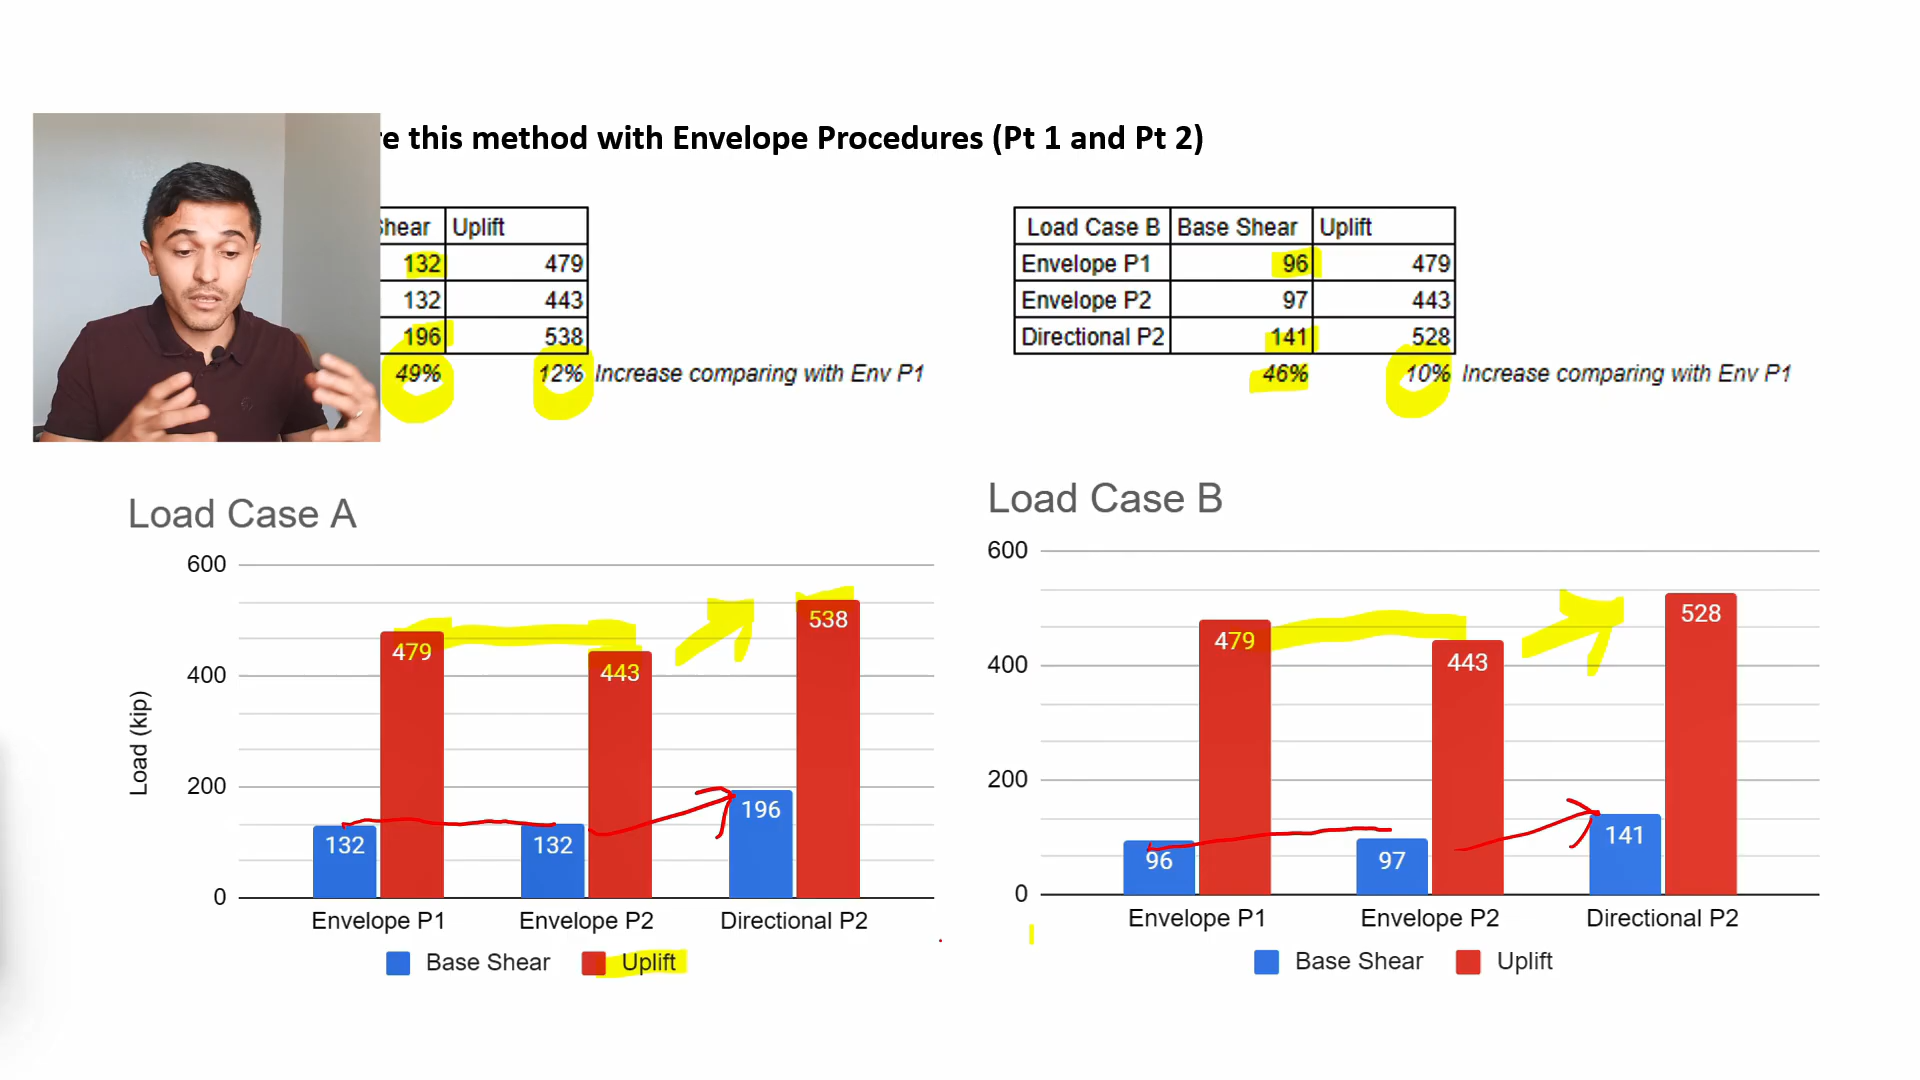 re this method with Envelope Procedures (Pt 1 and Pt 2)
Shear Uplift
132 479
132 443
196 538
49% 12% Increase comparing with Env P1
Load Case B Base Shear Uplift
Envelope P1 96 479
Envelope P2 97 443
Directional P2 141 528
46% 10% Increase comparing with Env P1
Load Case A
Load (kip)
600
400
200
0
479
443
538
132
132
196
Envelope P1 Envelope P2 Directional P2
Base Shear Uplift
Load Case B
600
400
200
0
479
443
528
96
97
141
Envelope P1 Envelope P2 Directional P2
Base Shear Uplift